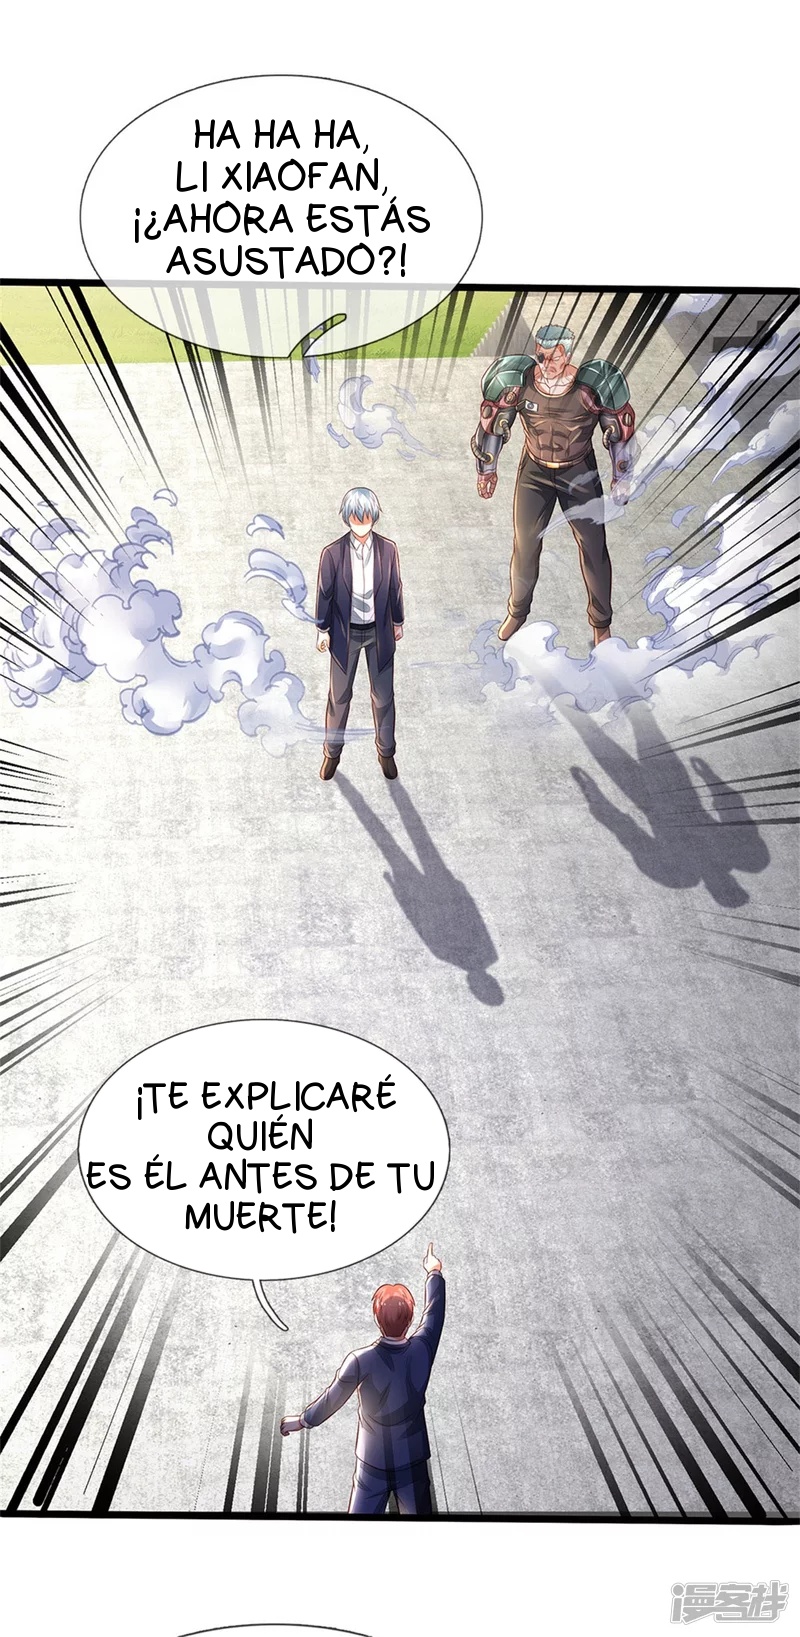 HA HA HA,
LI XIAOFAN,
¡¿AHORA ESTÁS
ASUSTADO?!
¡TE EXPLICARÉ
QUIÉN
ES ÉL ANTES DE TU
MUERTE!
漫客栈